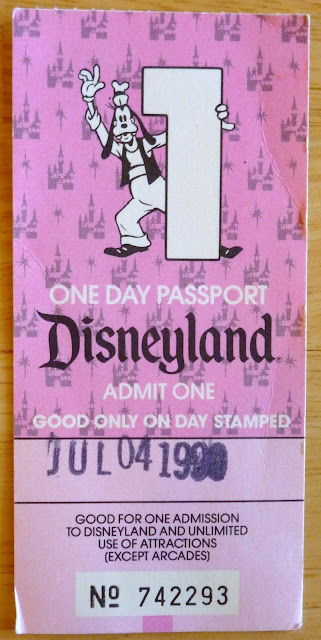 1
ONE DAY PASSPORT
Disneyland®
ADMIT ONE
GOOD ONLY ON DAY STAMPED
JUL 04 1990
GOOD FOR ONE ADMISSION
TO DISNEYLAND AND UNLIMITED
USE OF ATTRACTIONS
(EXCEPT ARCADES)
Nº 742293